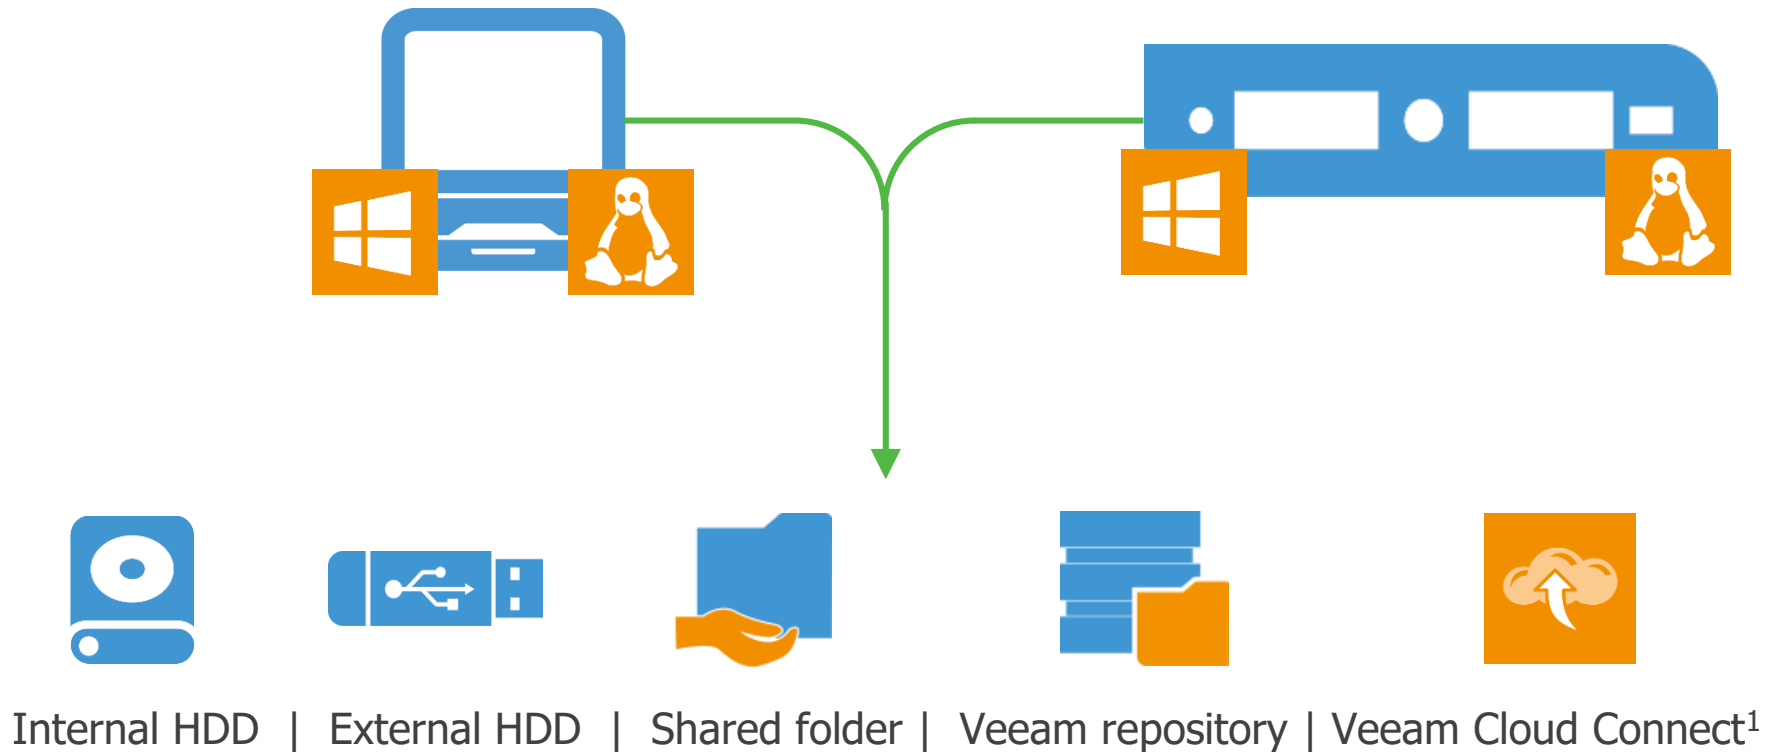 Internal HDD | External HDD | Shared folder | Veeam repository | Veeam Cloud Connect¹